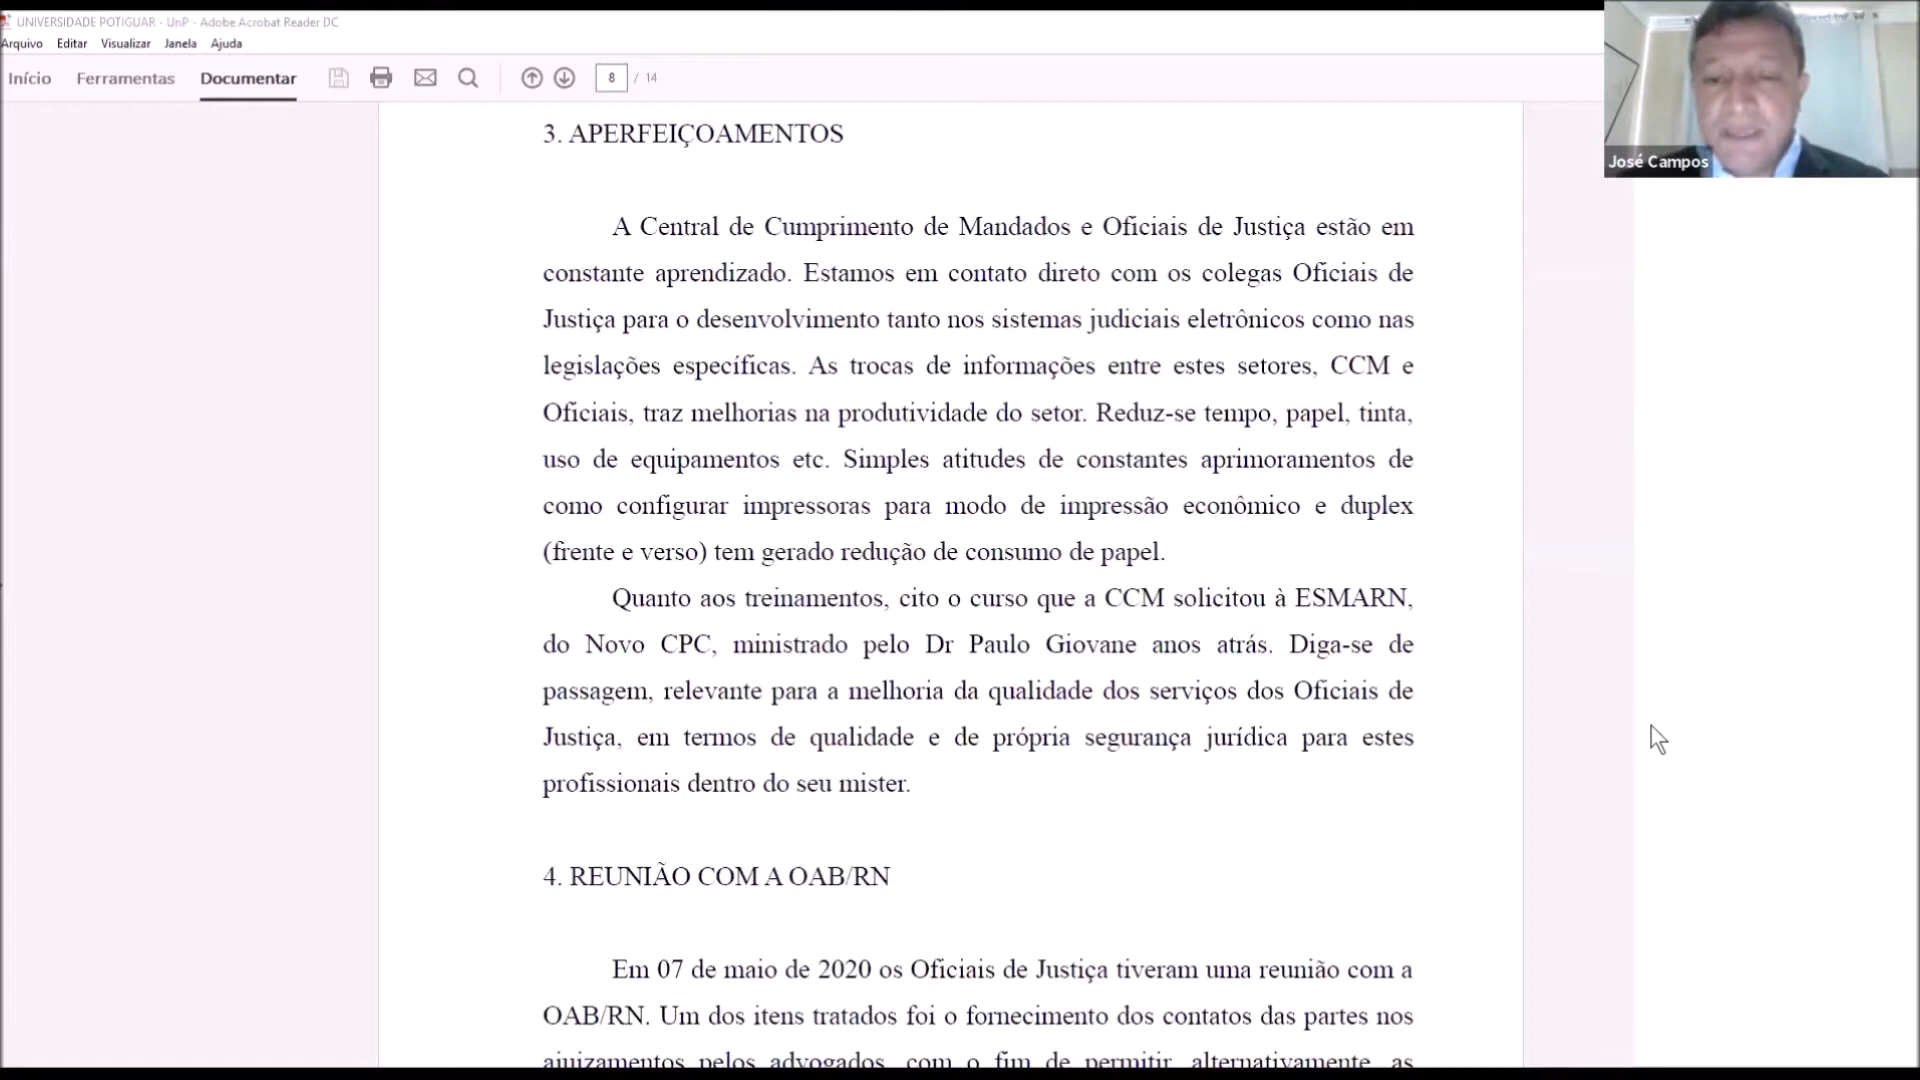 UNIVERSIDADE POTIGUAR - UnP - Adobe Acrobat Reader DC
Arquivo Editar Visualizar Janela Ajuda
Início Ferramentas Documentar 8 / 14
José Campos
3. APERFEIÇOAMENTOS
A Central de Cumprimento de Mandados e Oficiais de Justiça estão em
constante aprendizado. Estamos em contato direto com os colegas Oficiais de
Justiça para o desenvolvimento tanto nos sistemas judiciais eletrônicos como nas
legislações específicas. As trocas de informações entre estes setores, CCM e
Oficiais, traz melhorias na produtividade do setor. Reduz-se tempo, papel, tinta,
uso de equipamentos etc. Simples atitudes de constantes aprimoramentos de
como configurar impressoras para modo de impressão econômico e duplex
(frente e verso) tem gerado redução de consumo de papel.
Quanto aos treinamentos, cito o curso que a CCM solicitou à ESMARN,
do Novo CPC, ministrado pelo Dr Paulo Giovane anos atrás. Diga-se de
passagem, relevante para a melhoria da qualidade dos serviços dos Oficiais de
Justiça, em termos de qualidade e de própria segurança jurídica para estes
profissionais dentro do seu mister.
4. REUNIÃO COM A OAB/RN
Em 07 de maio de 2020 os Oficiais de Justiça tiveram uma reunião com a
OAB/RN. Um dos itens tratados foi o fornecimento dos contatos das partes nos
ajuizamentos pelos advogados, com o fim de permitir, alternativamente, as